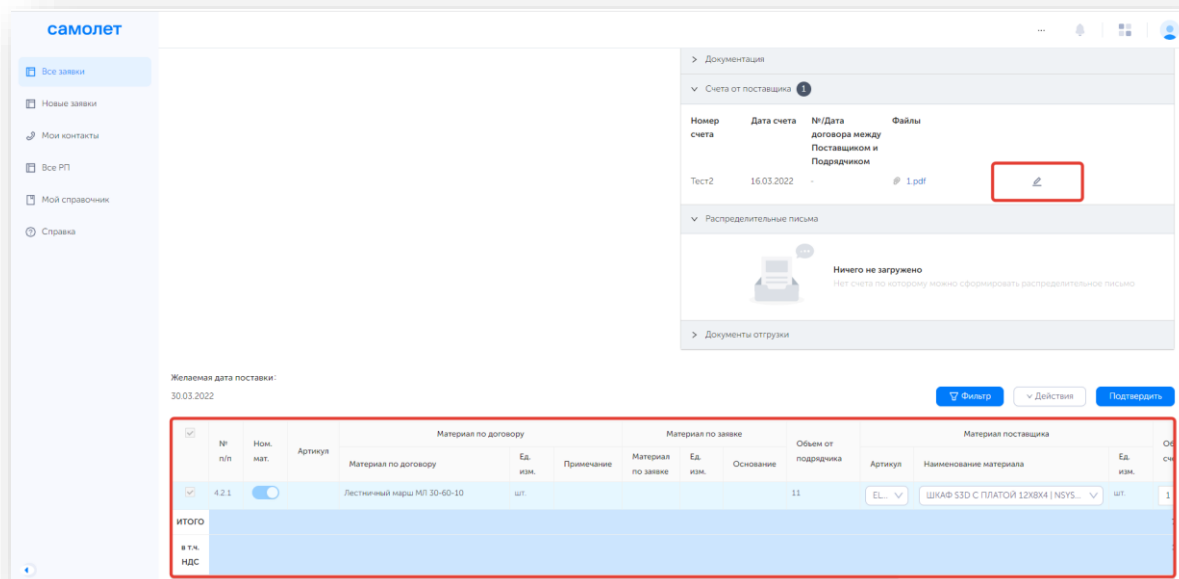 самолет
...
Все заявки
Новые заявки
Мои контакты
Все РП
Мой справочник
Справка
Документация
Счета от поставщика 1
Номер счета
Дата счета
№/Дата договора между Поставщиком и Подрядчиком
Файлы
Тест2 16.03.2022 - 1.pdf
Распределительные письма
Ничего не загружено
Нет счета по которому можно сформировать распределительное письмо
Документы отгрузки
Желаемая дата поставки:
30.03.2022
Фильтр
Действия
Подтвердить
№ п/п
Ном. мат.
Артикул
Материал по договору
Материал по договору
Ед. изм.
Примечание
Материал по заявке
Материал по заявке
Ед. изм.
Основание
Объем от подрядчика
Материал поставщика
Артикул
Наименование материала
Ед. изм.
4.2.1 Лестничный марш МЛ 30-60-10 шт. 11 EL... ШКАФ S3D С ПЛАТОЙ 12X8X4 | NSYS... шт. 1
ИТОГО
в т.ч. НДС